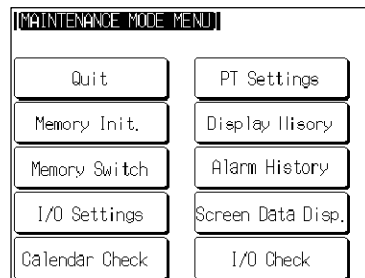 [MAINTENANCE MODE MENU]
Quit
PT Settings
Memory Init.
Display Hisory
Memory Switch
Alarm History
I/O Settings
Screen Data Disp.
Calendar Check
I/O Check